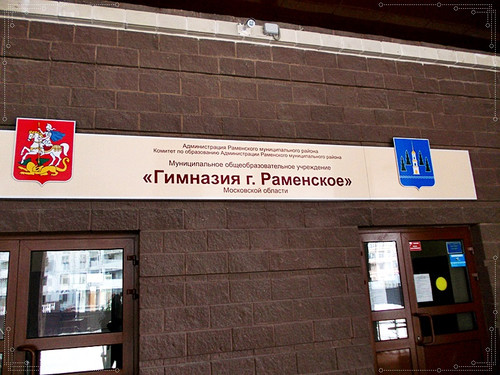 Администрация Раменского муниципального района
Комитет по образованию Администрации Раменского муниципального района
Муниципальное общеобразовательное учреждение
«Гимназия г. Раменское»
Московской области